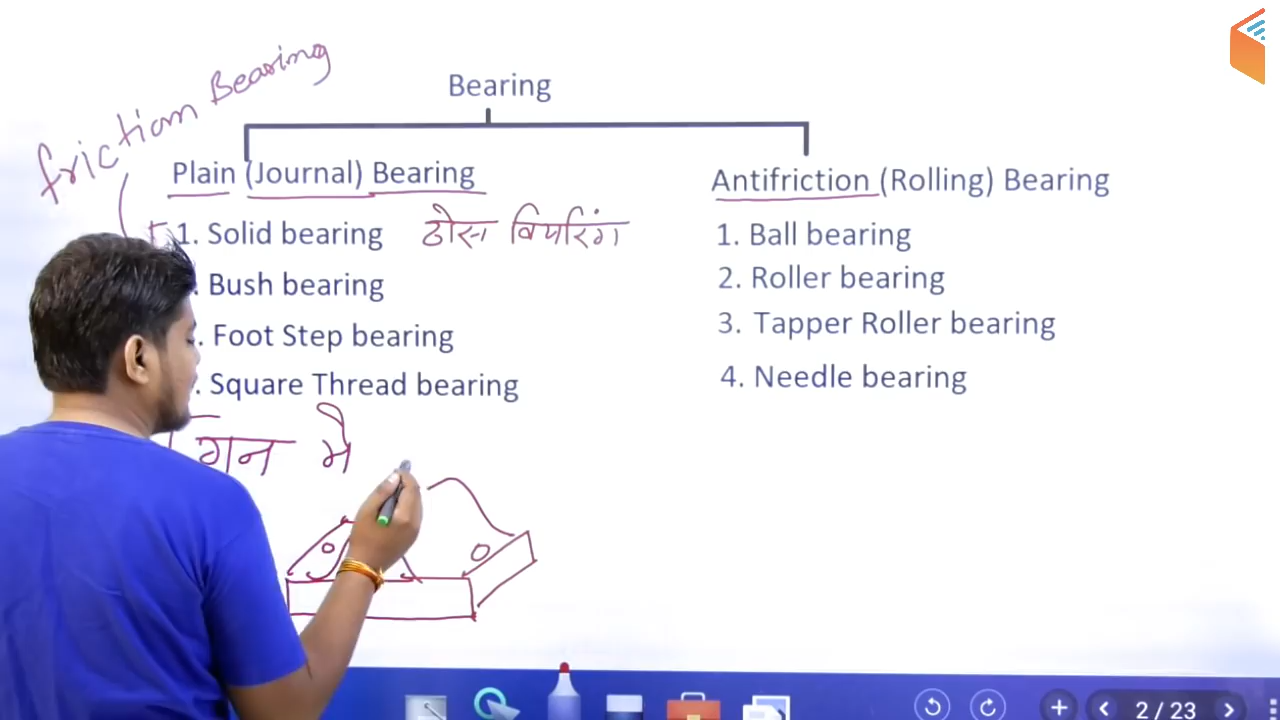 friction Bearing
Bearing
Plain (Journal) Bearing
1. Solid bearing ठोस बियरिंग
. Bush bearing
. Foot Step bearing
. Square Thread bearing
गन मे
Antifriction (Rolling) Bearing
1. Ball bearing
2. Roller bearing
3. Tapper Roller bearing
4. Needle bearing
2 / 23